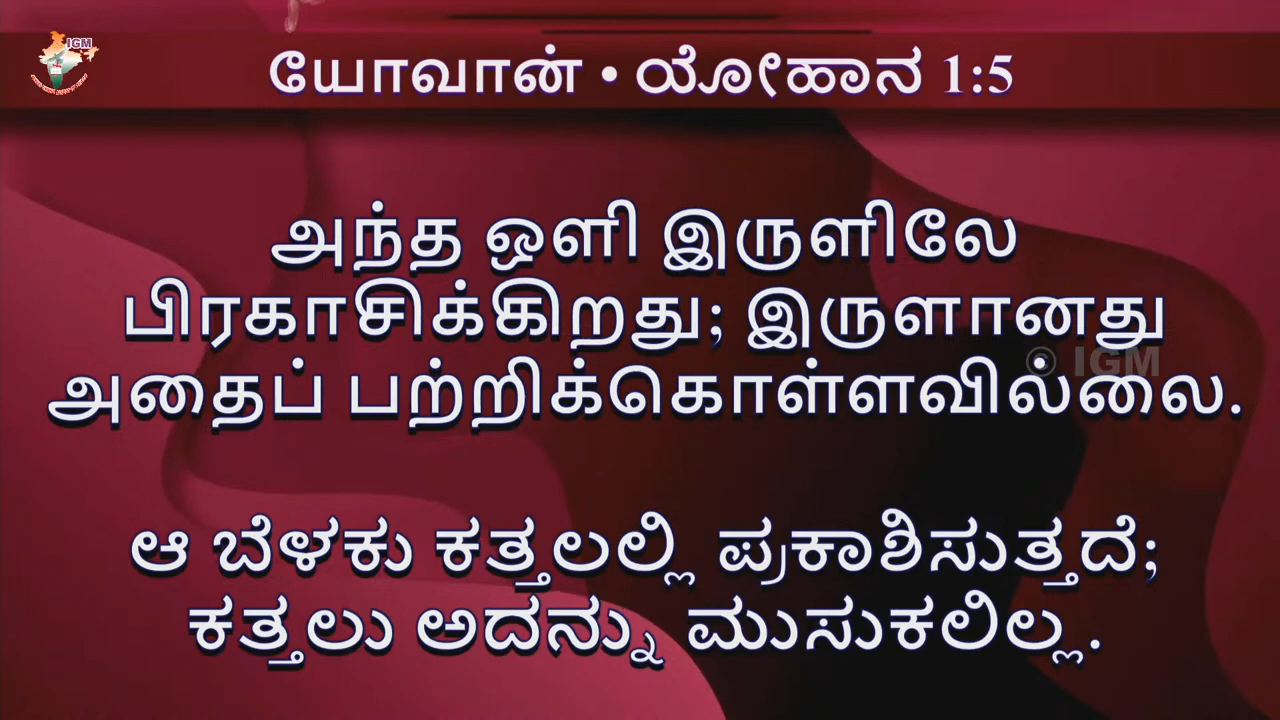 IGM
யோவான் • ಯೋಹಾನ 1:5
அந்த ஒளி இருளிலே
பிரகாசிக்கிறது; இருளானது
© IGM
அதைப் பற்றிக்கொள்ளவில்லை.
ಆ ಬೆಳಕು ಕತ್ತಲಲ್ಲಿ ಪ್ರಕಾಶಿಸುತ್ತದೆ;
ಕತ್ತಲು ಅದನ್ನು ಮುಸುಕಲಿಲ್ಲ.